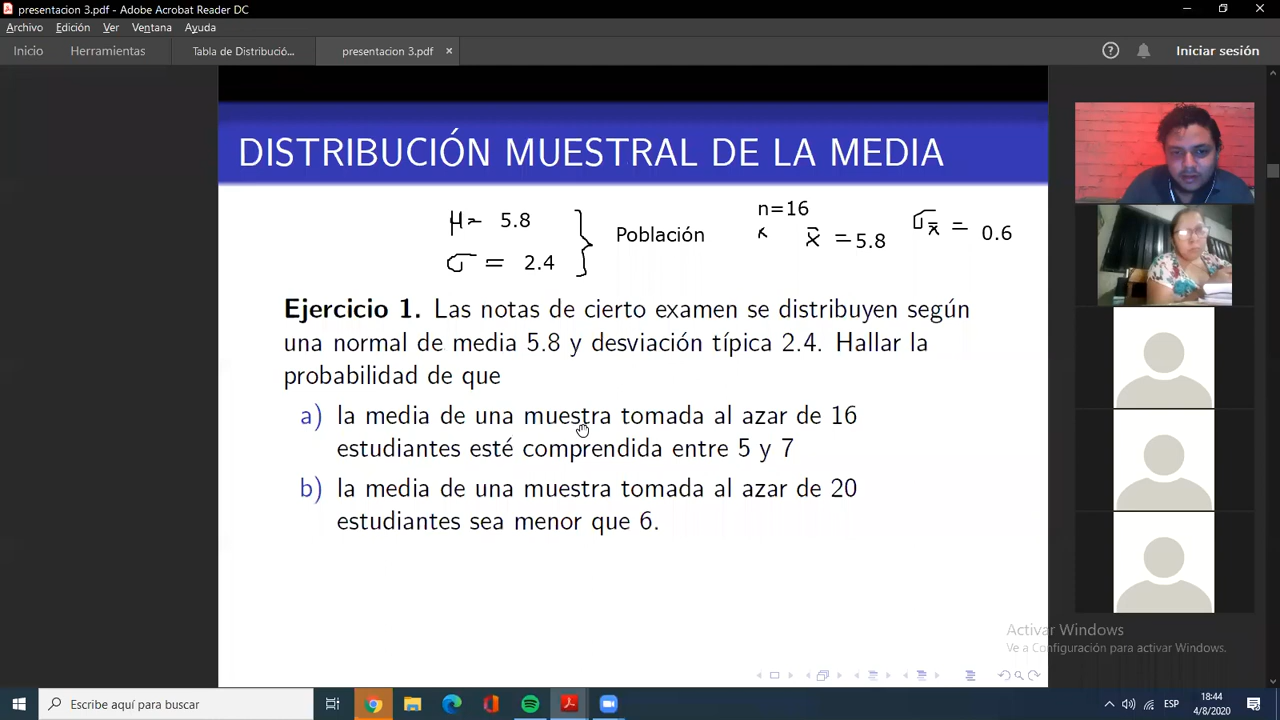 presentacion 3.pdf - Adobe Acrobat Reader DC
Archivo Edición Ver Ventana Ayuda
Inicio Herramientas Tabla de Distribució... presentacion 3.pdf × Iniciar sesión
DISTRIBUCIÓN MUESTRAL DE LA MEDIA
μ= 5.8
σ = 2.4
Población
n=16
x̄ =5.8
σx̄ = 0.6
Ejercicio 1. Las notas de cierto examen se distribuyen según
una normal de media 5.8 y desviación típica 2.4. Hallar la
probabilidad de que
a) la media de una muestra tomada al azar de 16
estudiantes esté comprendida entre 5 y 7
b) la media de una muestra tomada al azar de 20
estudiantes sea menor que 6.
Activar Windows
Ve a Configuración para activar Windows.
Escribe aquí para buscar
ESP
18:44
4/8/2020